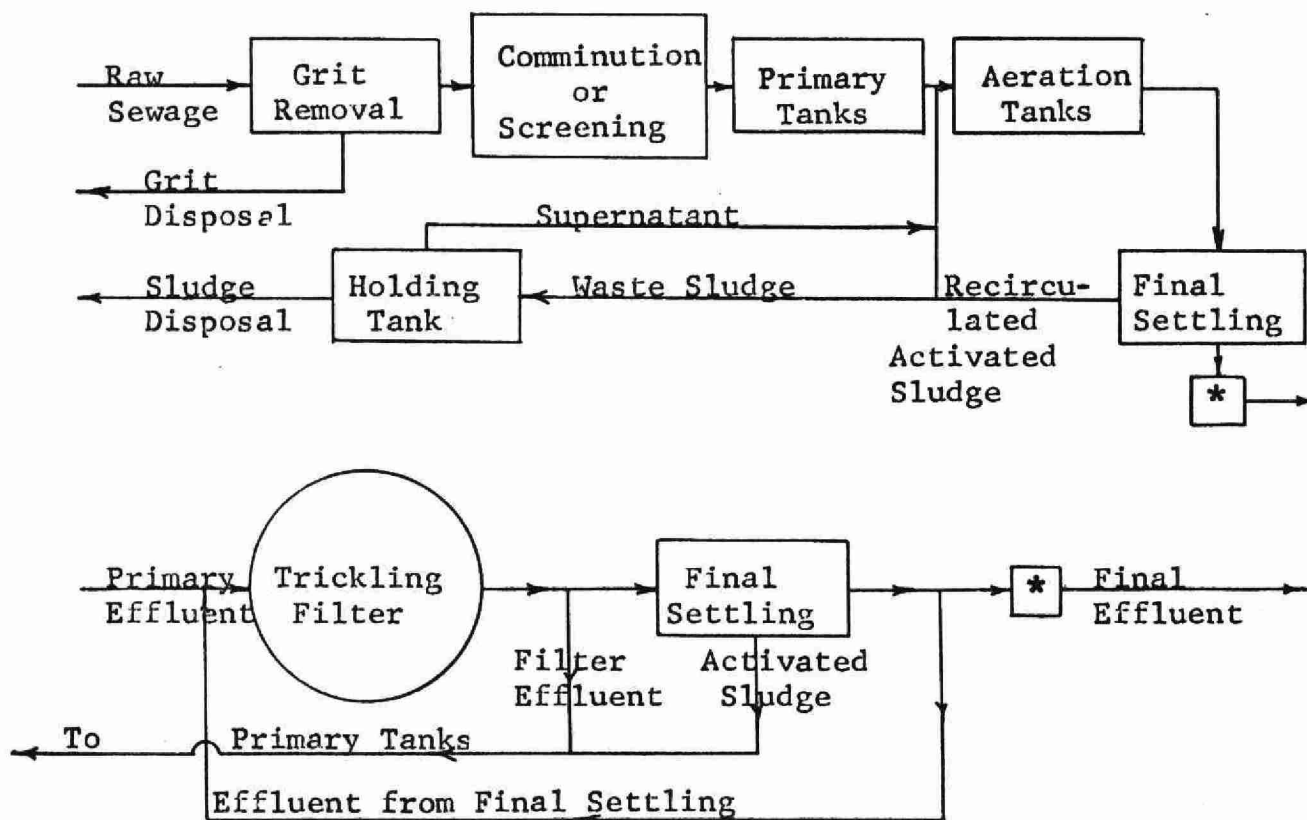 Raw
Sewage
Grit
Removal
Comminution
or
Screening
Primary
Tanks
Aeration
Tanks
Grit
Disposal
Supernatant
Sludge
Disposal
Holding
Tank
Waste Sludge
Recircu-
lated
Activated
Sludge
Final
Settling
*
Primary
Effluent
Trickling
Filter
Final
Settling
*
Final
Effluent
Filter
Effluent
Activated
Sludge
To Primary Tanks
Effluent from Final Settling